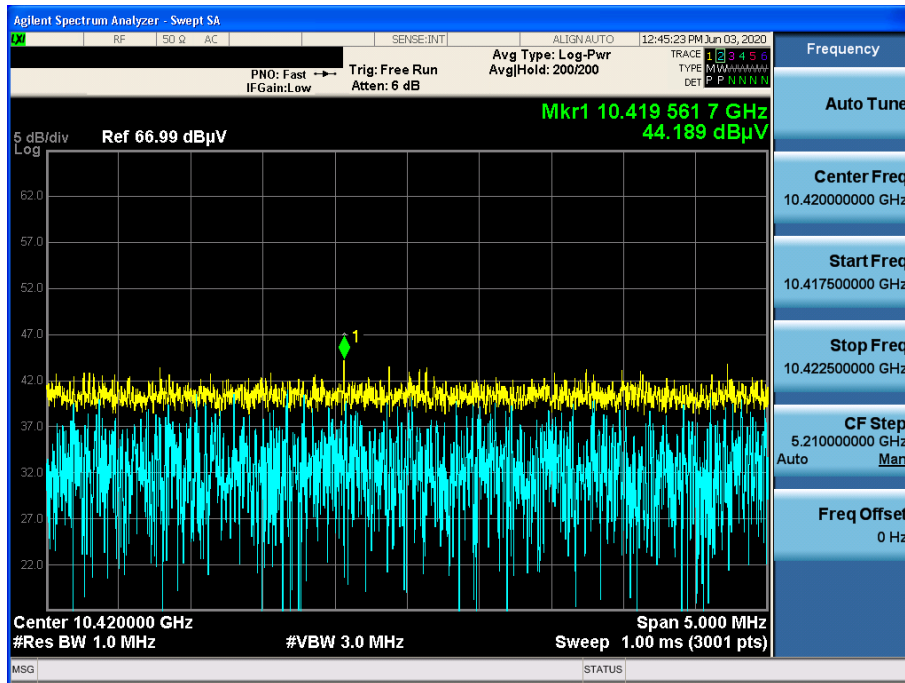 Agilent Spectrum Analyzer - Swept SA
LXI RF 50 Ω AC SENSE:INT ALIGN AUTO 12:45:23 PM Jun 03, 2020
Frequency
PNO: Fast
IFGain:Low
Trig: Free Run
Atten: 6 dB
Avg Type: Log-Pwr
Avg|Hold: 200/200
TRACE 1 2 3 4 5 6
TYPE M W W W W W
DET P P N N N N
Auto Tune
Mkr1 10.419 561 7 GHz
44.189 dBµV
5 dB/div Ref 66.99 dBµV
Log
62.0
57.0
52.0
47.0
42.0
37.0
32.0
27.0
22.0
1
Center Freq
10.420000000 GHz
Start Freq
10.417500000 GHz
Stop Freq
10.422500000 GHz
CF Step
5.210000000 GHz
Auto Man
Freq Offset
0 Hz
Center 10.420000 GHz Span 5.000 MHz
#Res BW 1.0 MHz #VBW 3.0 MHz Sweep 1.00 ms (3001 pts)
MSG STATUS